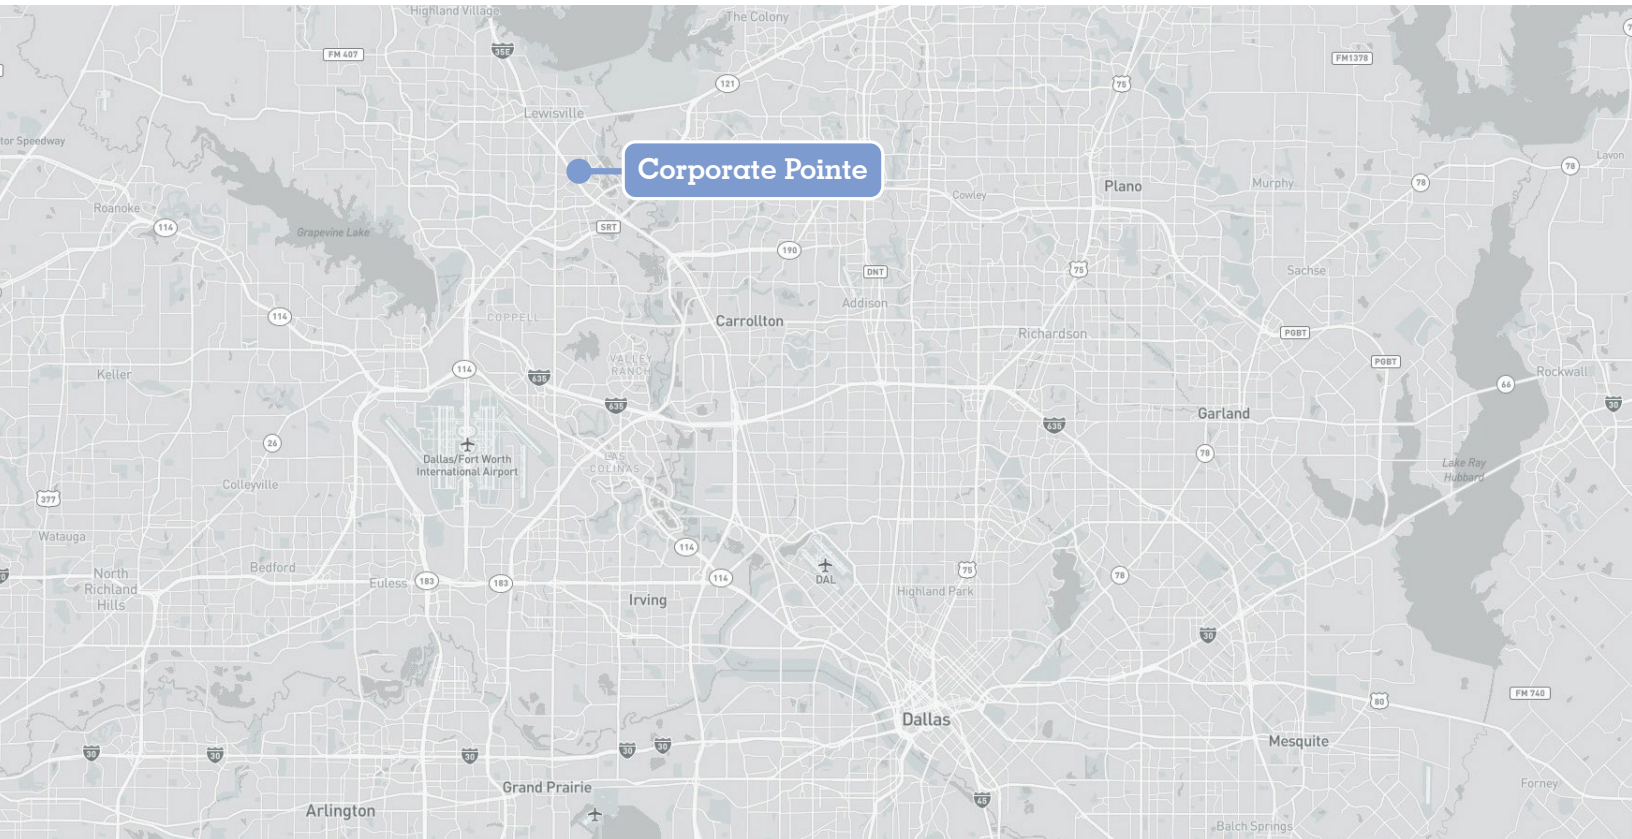 Highland Village
The Colony
35E
FM 407
FM1378
121
75
Lewisville
tor Speedway
Corporate Pointe
Lavon
78
78
Plano
Murphy
Cowley
Roanoke
114
Grapevine Lake
SRT
190
75
DNT
Sachse
Addison
114
COPPELL
Carrollton
Richardson
PGBT
VALLEY
RANCH
PGBT
114
635
Keller
Rockwall
66
635
30
Garland
635
26
78
Dallas/Fort Worth
International Airport
LAS
COLINAS
Lake Ray
Hubbard
Colleyville
377
Watauga
114
Bedford
North
Richland
Hills
Euless
183
183
114
DAL
75
78
Highland Park
Irving
30
FM 740
80
Dallas
Mesquite
30
30
30
30
30
Grand Prairie
Forney
45
Arlington
Balch Springs